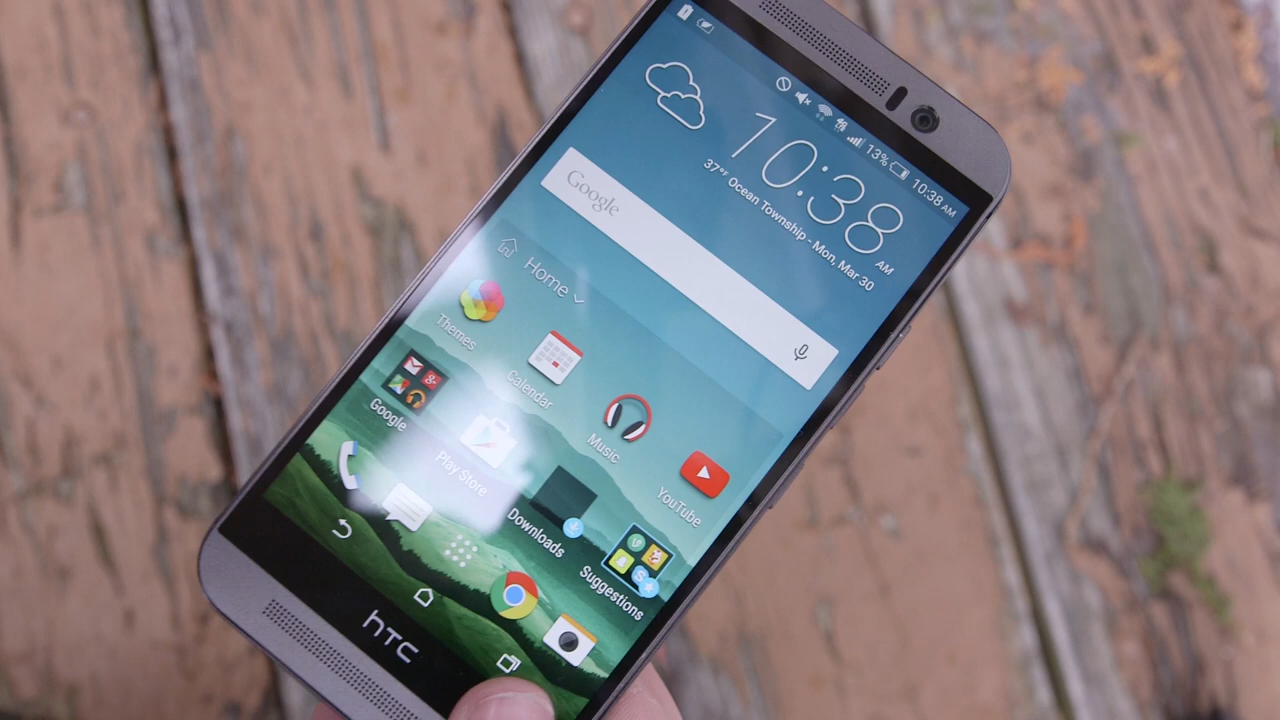 13% 10:38 AM
10:38 AM
37°F Ocean Township - Mon, Mar 30
Google
Home
Themes
Calendar
Music
YouTube
Google
Play Store
Downloads
Suggestions
hTC